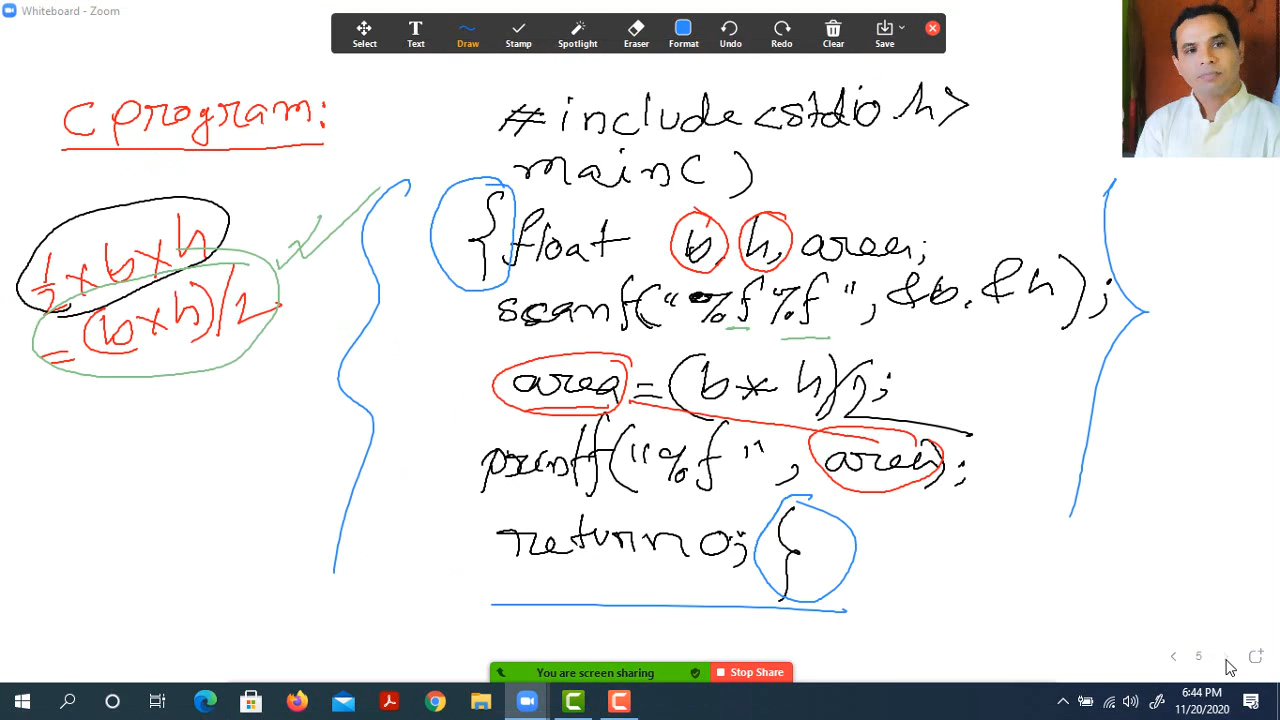 Whiteboard - Zoom
Select Text Draw Stamp Spotlight Eraser Format Undo Redo Clear Save
C program:
#include <stdio.h>
main( )
{ float b, h, area;
scanf("%f%f", &b, &h);
area = (b * h)/2;
printf("%f", area);
return 0; }
1/2 × b × h
= (b × h)/2
5
You are screen sharing Stop Share
6:44 PM
11/20/2020